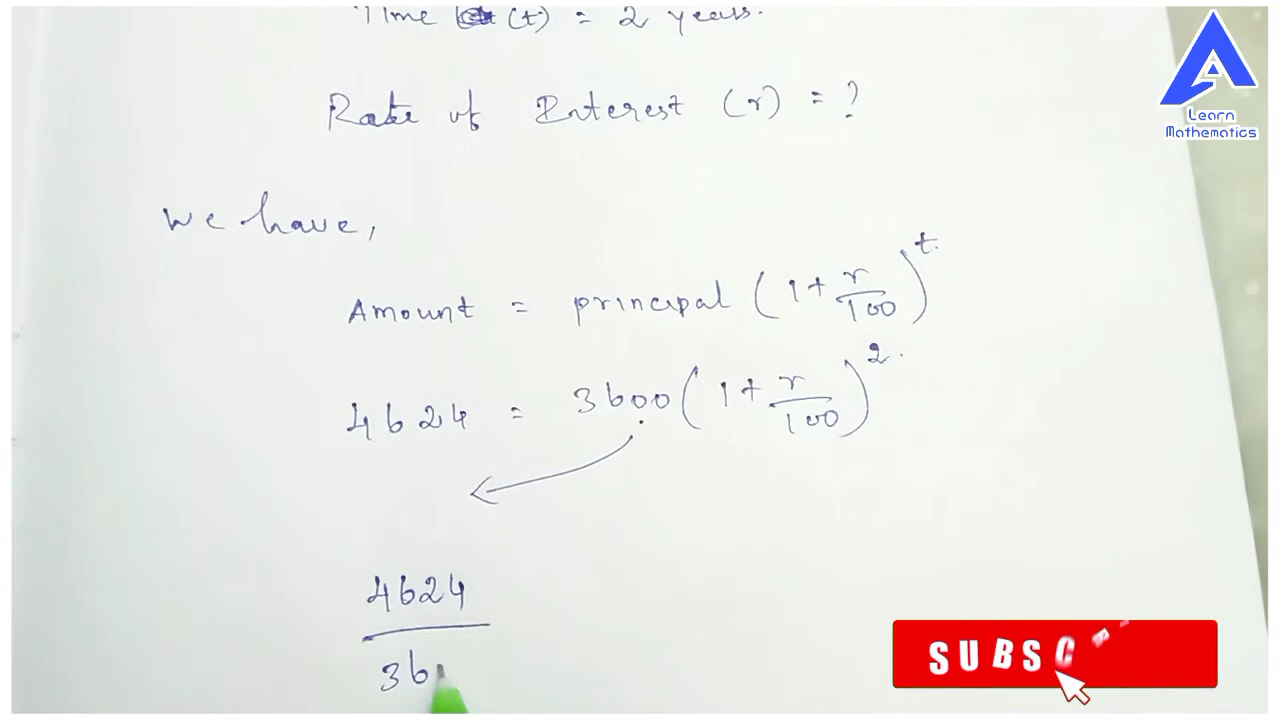 Time (t) = 2 years.
Rate of Interest (r) = ?
We have,
Amount = principal (1 + r/100)^t.
4624 = 3600 (1 + r/100)^2.
4624
36
Learn
Mathematics
SUBSC